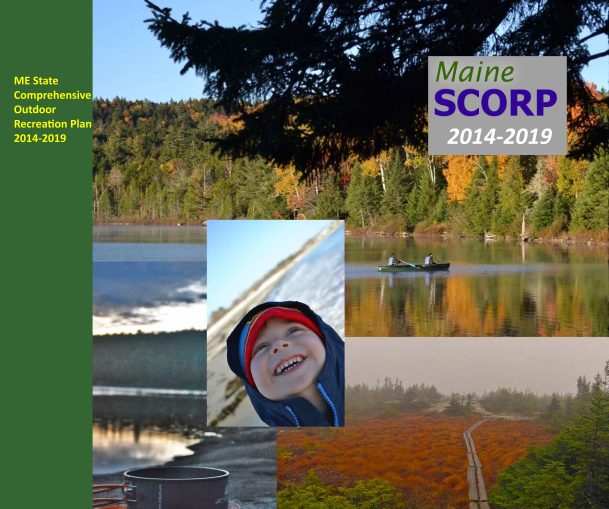 ME State
Comprehensive
Outdoor
Recreation Plan
2014-2019
Maine
SCORP
2014-2019